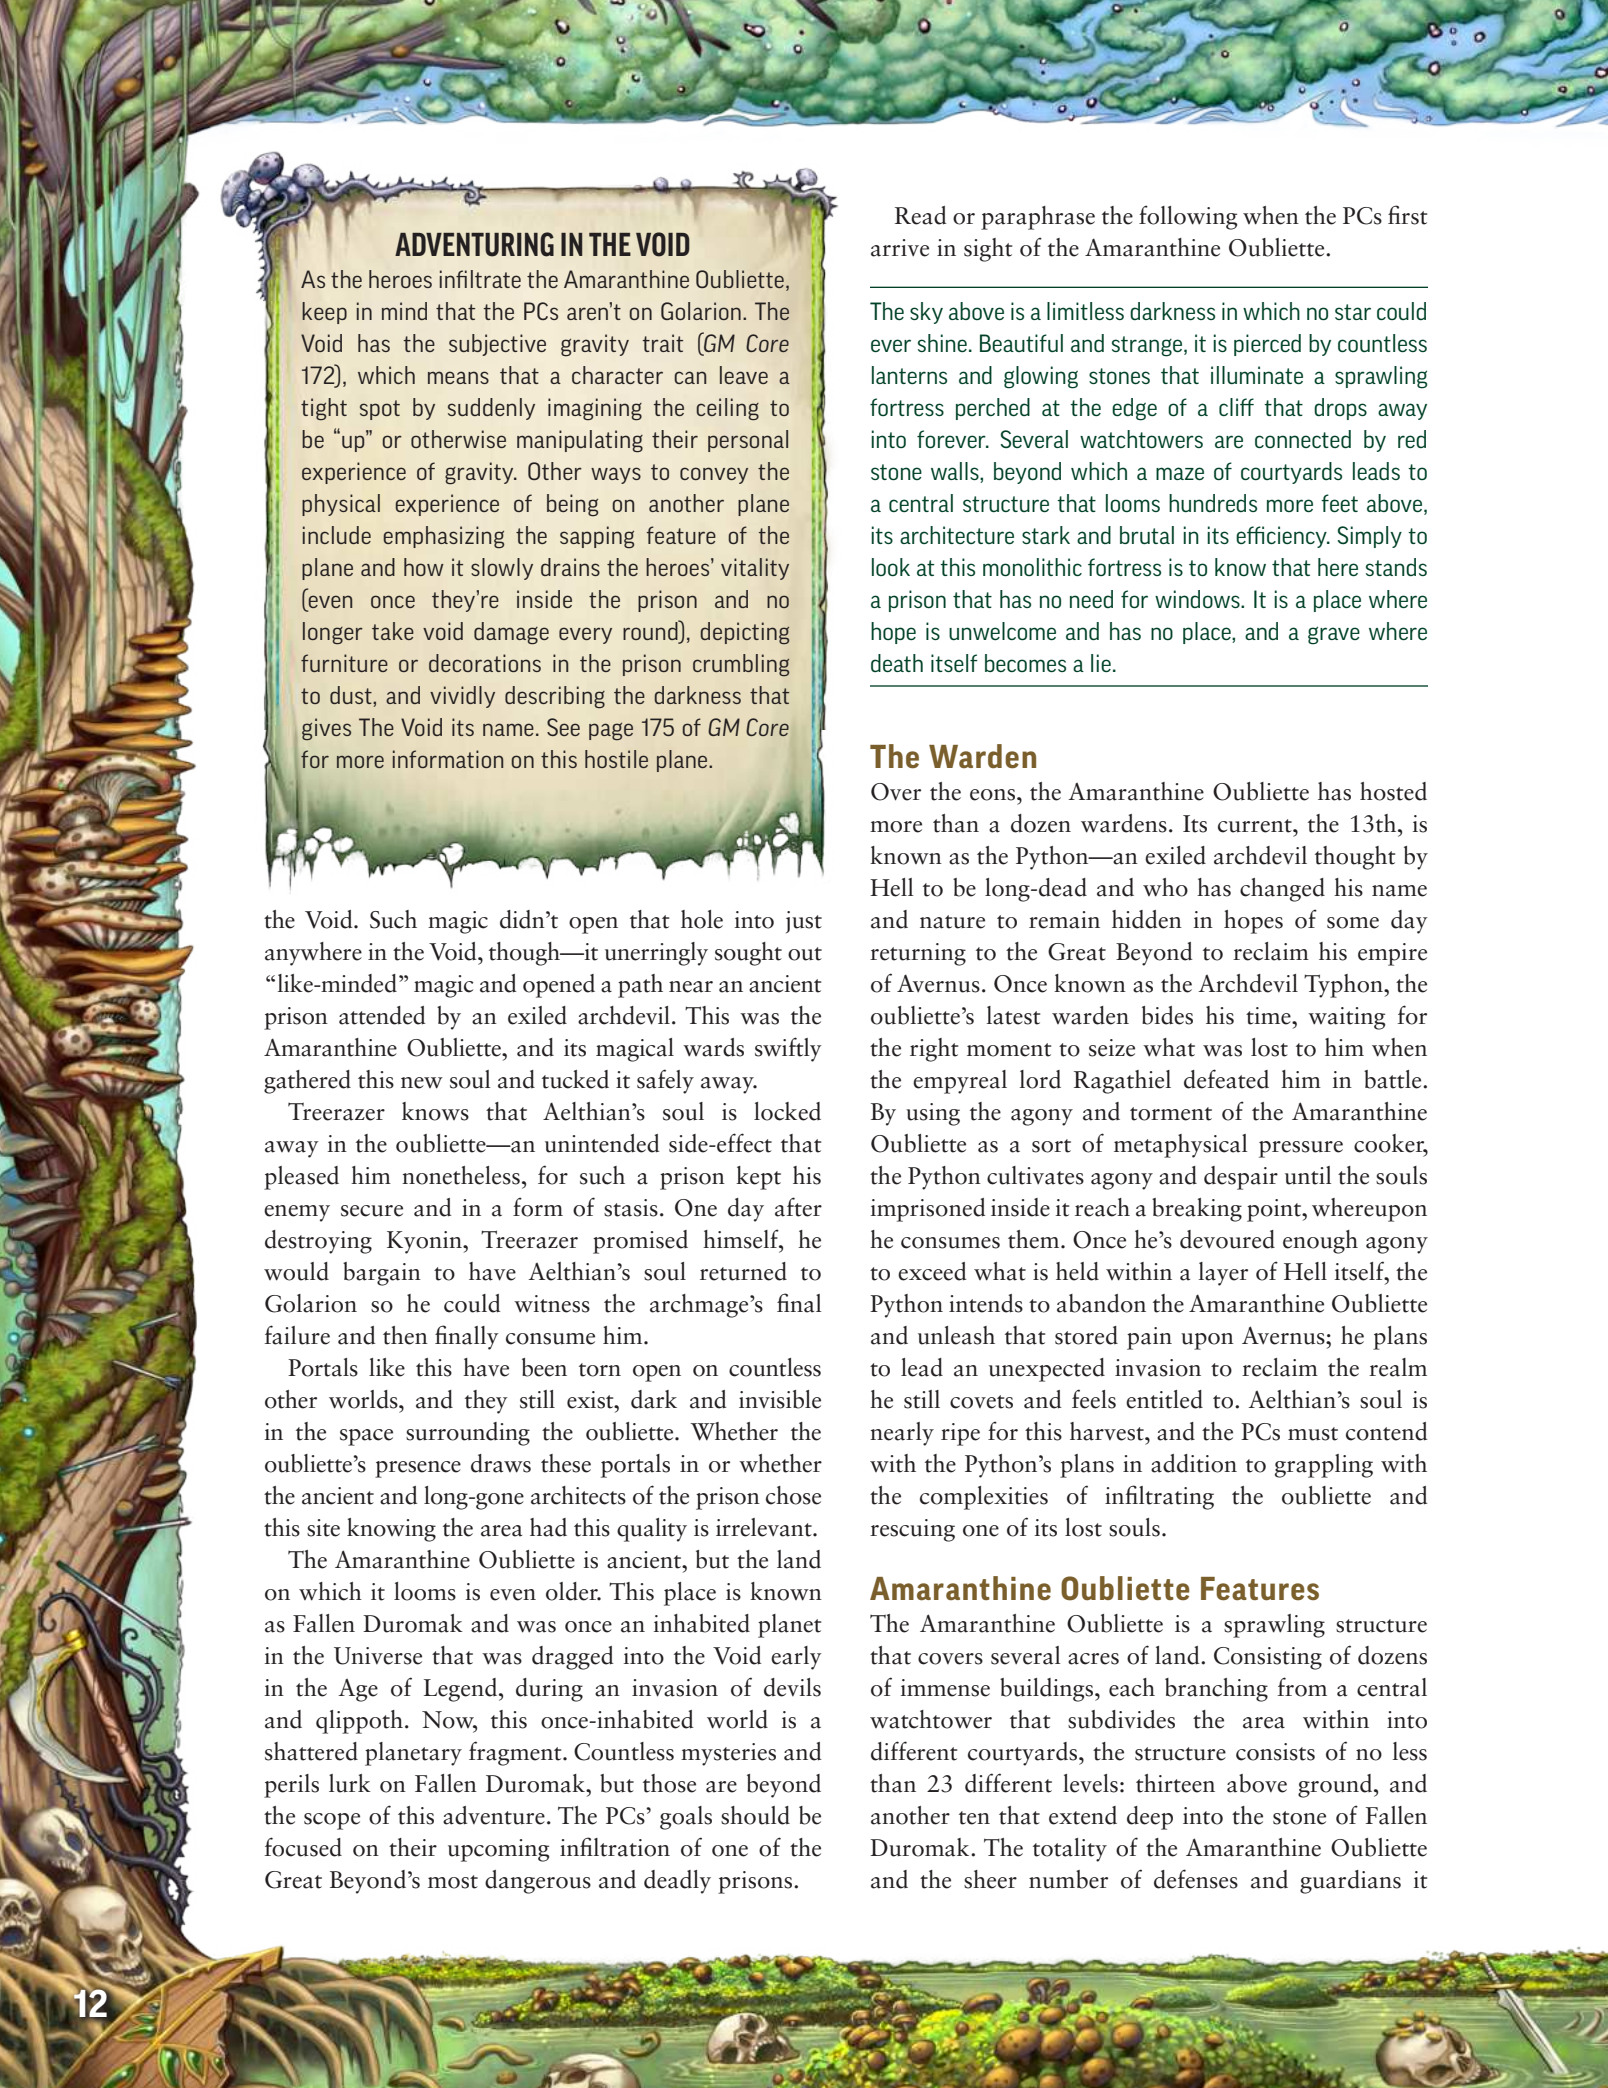 ADVENTURING IN THE VOID
As the heroes infiltrate the Amaranthine Oubliette,
keep in mind that the PCs aren’t on Golarion. The
Void has the subjective gravity trait (GM Core
172), which means that a character can leave a
tight spot by suddenly imagining the ceiling to
be “up” or otherwise manipulating their personal
experience of gravity. Other ways to convey the
physical experience of being on another plane
include emphasizing the sapping feature of the
plane and how it slowly drains the heroes’ vitality
(even once they’re inside the prison and no
longer take void damage every round), depicting
furniture or decorations in the prison crumbling
to dust, and vividly describing the darkness that
gives The Void its name. See page 175 of GM Core
for more information on this hostile plane.
the Void. Such magic didn’t open that hole into just
anywhere in the Void, though—it unerringly sought out
“like-minded” magic and opened a path near an ancient
prison attended by an exiled archdevil. This was the
Amaranthine Oubliette, and its magical wards swiftly
gathered this new soul and tucked it safely away.
Treerazer knows that Aelthian’s soul is locked
away in the oubliette—an unintended side-effect that
pleased him nonetheless, for such a prison kept his
enemy secure and in a form of stasis. One day after
destroying Kyonin, Treerazer promised himself, he
would bargain to have Aelthian’s soul returned to
Golarion so he could witness the archmage’s final
failure and then finally consume him.
Portals like this have been torn open on countless
other worlds, and they still exist, dark and invisible
in the space surrounding the oubliette. Whether the
oubliette’s presence draws these portals in or whether
the ancient and long-gone architects of the prison chose
this site knowing the area had this quality is irrelevant.
The Amaranthine Oubliette is ancient, but the land
on which it looms is even older. This place is known
as Fallen Duromak and was once an inhabited planet
in the Universe that was dragged into the Void early
in the Age of Legend, during an invasion of devils
and qlippoth. Now, this once-inhabited world is a
shattered planetary fragment. Countless mysteries and
perils lurk on Fallen Duromak, but those are beyond
the scope of this adventure. The PCs’ goals should be
focused on their upcoming infiltration of one of the
Great Beyond’s most dangerous and deadly prisons.
Read or paraphrase the following when the PCs first
arrive in sight of the Amaranthine Oubliette.
The sky above is a limitless darkness in which no star could
ever shine. Beautiful and strange, it is pierced by countless
lanterns and glowing stones that illuminate a sprawling
fortress perched at the edge of a cliff that drops away
into forever. Several watchtowers are connected by red
stone walls, beyond which a maze of courtyards leads to
a central structure that looms hundreds more feet above,
its architecture stark and brutal in its efficiency. Simply to
look at this monolithic fortress is to know that here stands
a prison that has no need for windows. It is a place where
hope is unwelcome and has no place, and a grave where
death itself becomes a lie.
The Warden
Over the eons, the Amaranthine Oubliette has hosted
more than a dozen wardens. Its current, the 13th, is
known as the Python—an exiled archdevil thought by
Hell to be long-dead and who has changed his name
and nature to remain hidden in hopes of some day
returning to the Great Beyond to reclaim his empire
of Avernus. Once known as the Archdevil Typhon, the
oubliette’s latest warden bides his time, waiting for
the right moment to seize what was lost to him when
the empyreal lord Ragathiel defeated him in battle.
By using the agony and torment of the Amaranthine
Oubliette as a sort of metaphysical pressure cooker,
the Python cultivates agony and despair until the souls
imprisoned inside it reach a breaking point, whereupon
he consumes them. Once he’s devoured enough agony
to exceed what is held within a layer of Hell itself, the
Python intends to abandon the Amaranthine Oubliette
and unleash that stored pain upon Avernus; he plans
to lead an unexpected invasion to reclaim the realm
he still covets and feels entitled to. Aelthian’s soul is
nearly ripe for this harvest, and the PCs must contend
with the Python’s plans in addition to grappling with
the complexities of infiltrating the oubliette and
rescuing one of its lost souls.
Amaranthine Oubliette Features
The Amaranthine Oubliette is a sprawling structure
that covers several acres of land. Consisting of dozens
of immense buildings, each branching from a central
watchtower that subdivides the area within into
different courtyards, the structure consists of no less
than 23 different levels: thirteen above ground, and
another ten that extend deep into the stone of Fallen
Duromak. The totality of the Amaranthine Oubliette
and the sheer number of defenses and guardians it
12